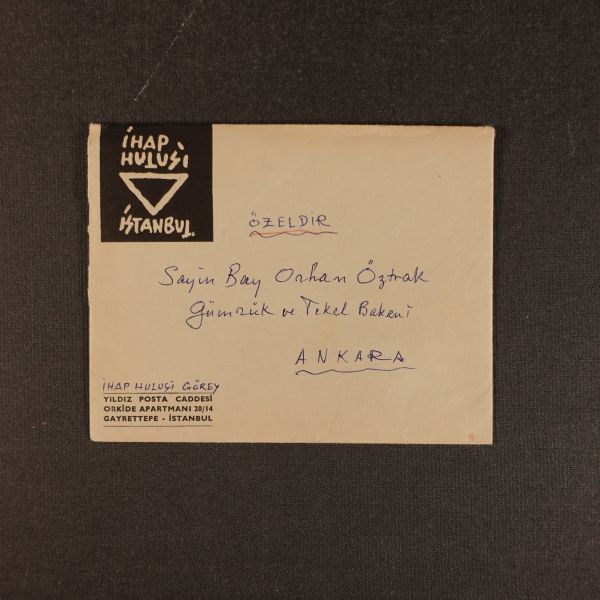 İHAP
HULUSİ
İSTANBUL.
ÖZELDİR
Sayın Bay Orhan Öztrak
Gümrük ve Tekel Bakanı
ANKARA
İHAP HULUSİ GÖREY
YILDIZ POSTA CADDESİ
ORKİDE APARTMANI 20/14
GAYRETTEPE - İSTANBUL